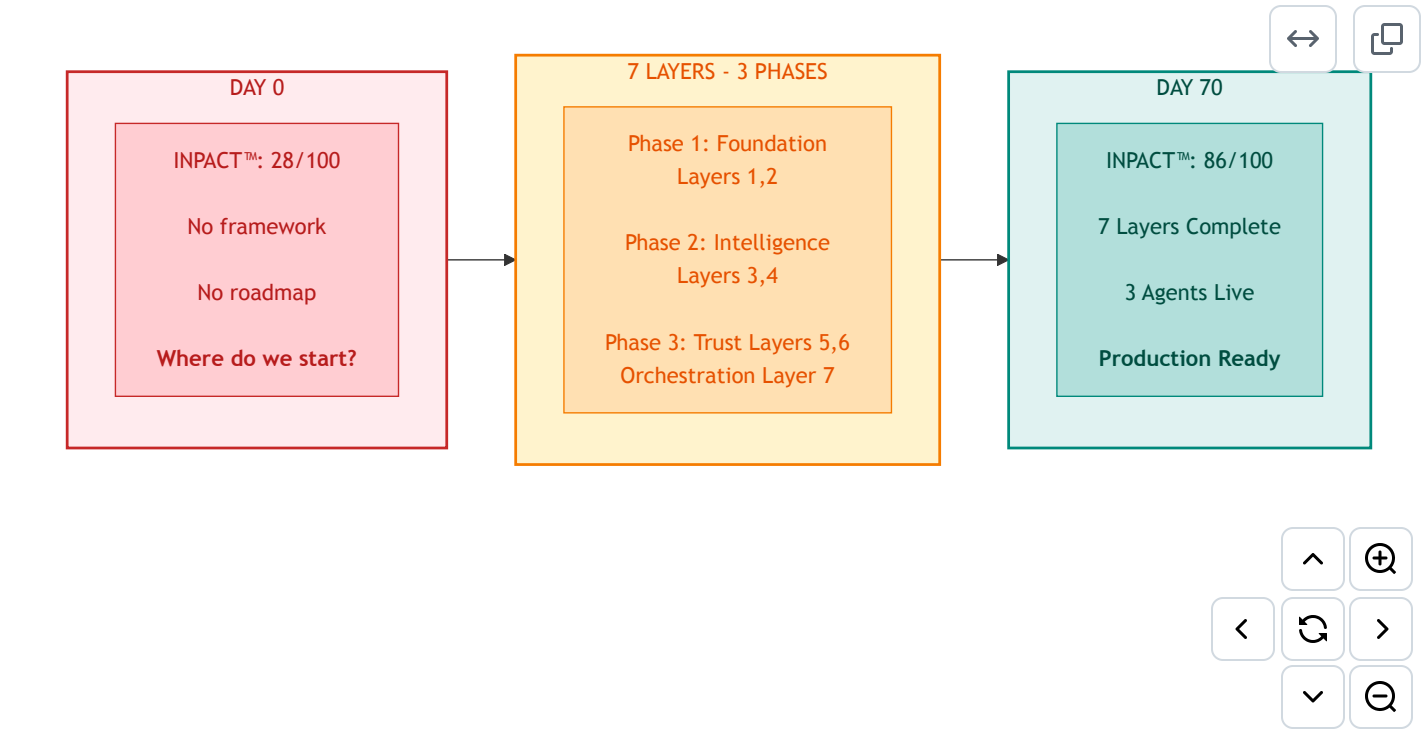 DAY 0
INPACT™: 28/100
No framework
No roadmap
Where do we start?
7 LAYERS - 3 PHASES
Phase 1: Foundation
Layers 1,2
Phase 2: Intelligence
Layers 3,4
Phase 3: Trust Layers 5,6
Orchestration Layer 7
DAY 70
INPACT™: 86/100
7 Layers Complete
3 Agents Live
Production Ready